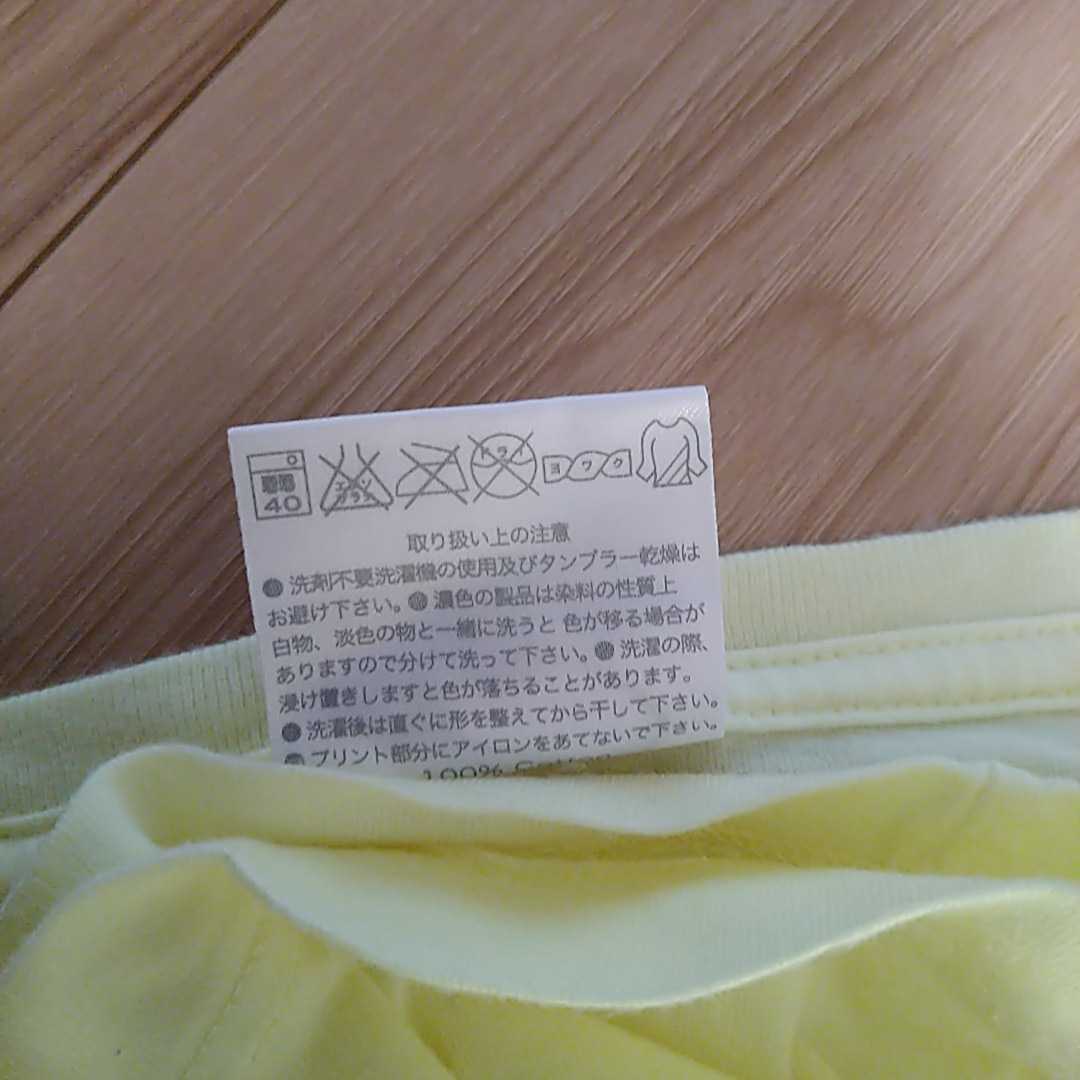 40
エンソ
サラシ
ドライ
ヨワク
取り扱い上の注意
● 洗剤不要洗濯機の使用及びタンブラー乾燥は
お避け下さい。● 濃色の製品は染料の性質上
白物、淡色の物と一緒に洗うと 色が移る場合が
ありますので分けて洗って下さい。● 洗濯の際、
浸け置きしますと色が落ちることがあります。
● 洗濯後は直ぐに形を整えてから干して下さい。
● プリント部分にアイロンをあてないで下さい。
100%